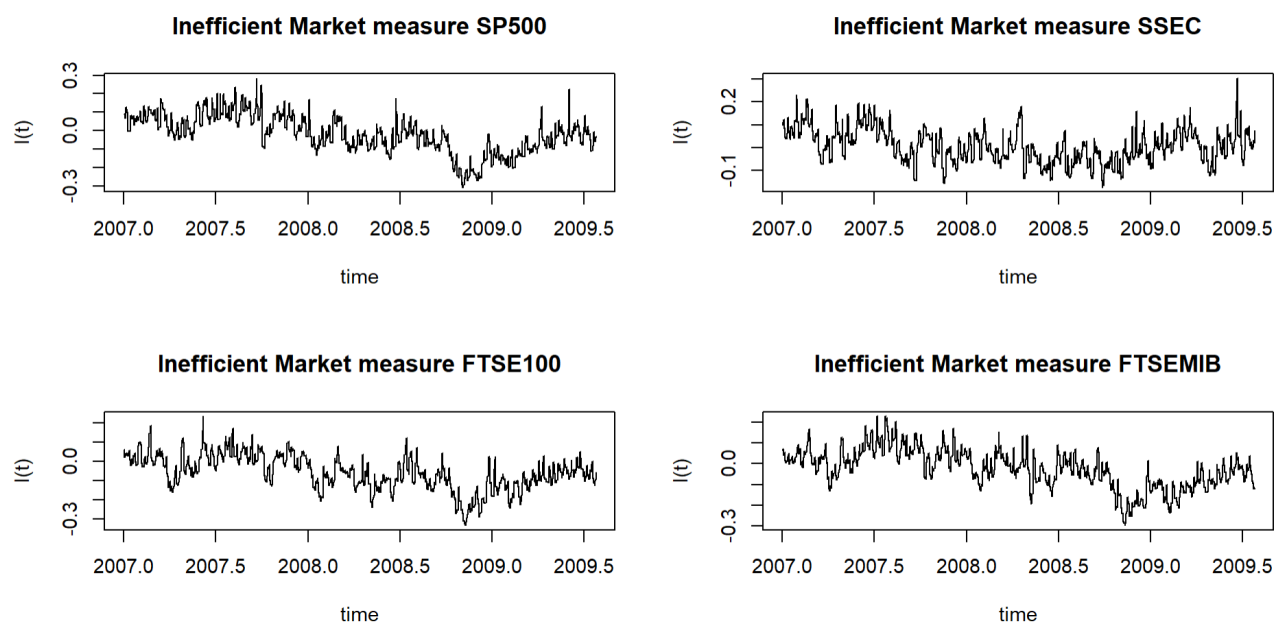 Inefficient Market measure SP500
I(t)
0.3
0.0
-0.3
2007.0 2007.5 2008.0 2008.5 2009.0 2009.5
time
Inefficient Market measure SSEC
I(t)
0.2
-0.1
2007.0 2007.5 2008.0 2008.5 2009.0 2009.5
time
Inefficient Market measure FTSE100
I(t)
0.0
-0.3
2007.0 2007.5 2008.0 2008.5 2009.0 2009.5
time
Inefficient Market measure FTSEMIB
I(t)
0.0
-0.3
2007.0 2007.5 2008.0 2008.5 2009.0 2009.5
time